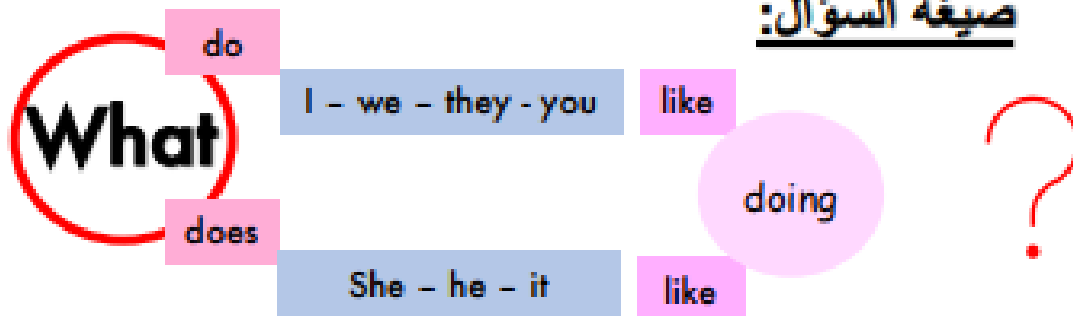 صيغة السؤال:
What
do
I – we – they - you
like
doing
?
does
She – he – it
like